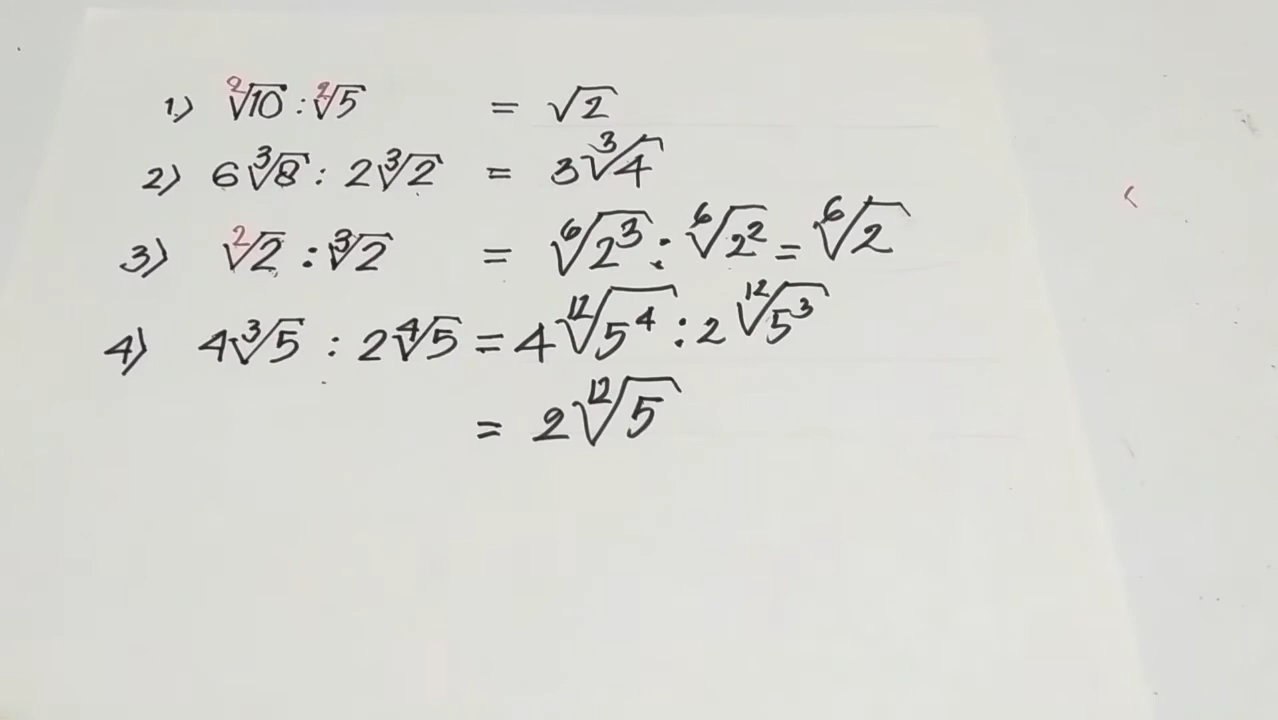 1) ²√10 : ²√5 = √2
2) 6∛8 : 2∛2 = 3∛4
3) ²√2 : ∛2 = ⁶√2³ : ⁶√2² = ⁶√2
4) 4∛5 : 2∜5 = 4¹²√5⁴ : 2¹²√5³
= 2¹²√5